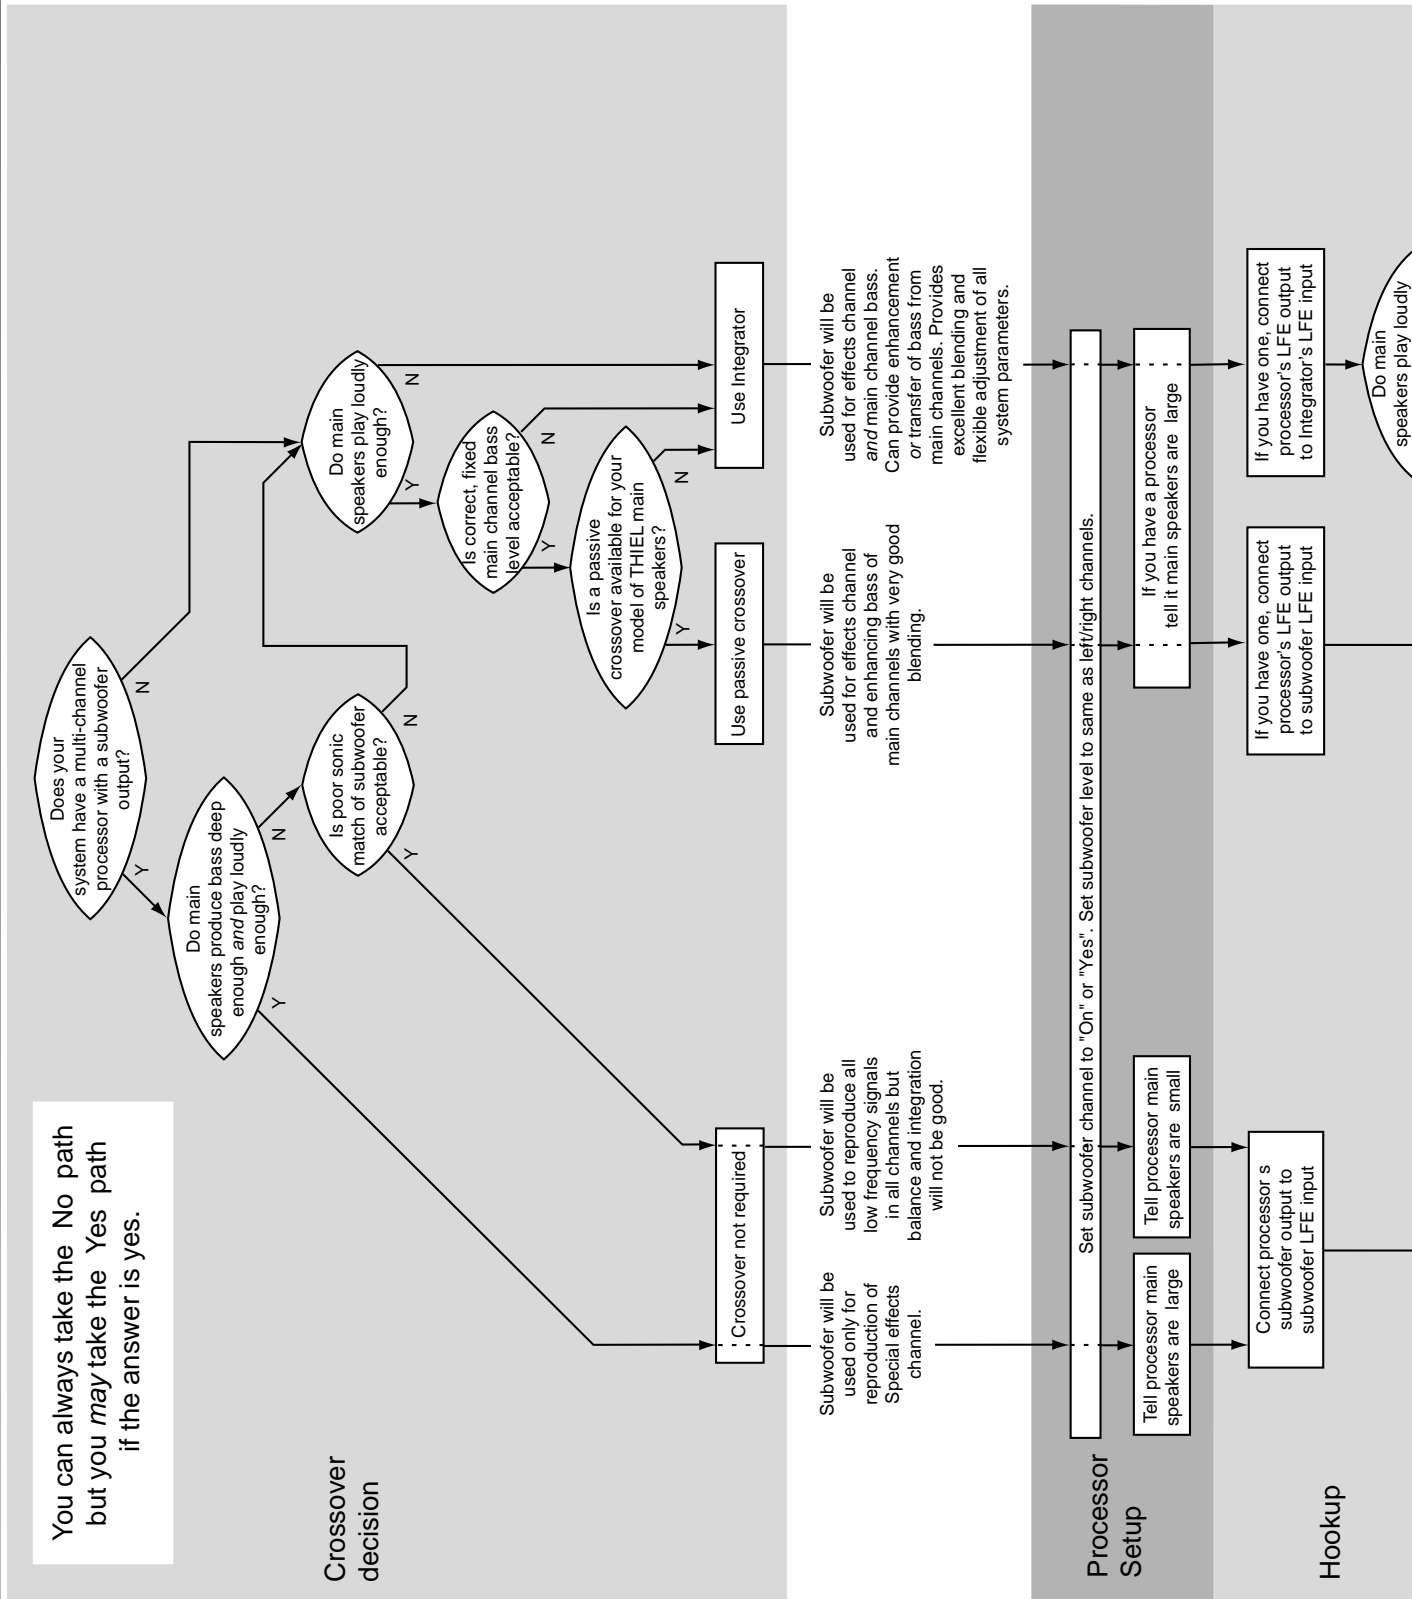 You can always take the No path
but you may take the Yes path
if the answer is yes.
Crossover
decision
Does your
system have a multi-channel
processor with a subwoofer
output?
Y
N
Do main
speakers produce bass deep
enough and play loudly
enough?
Y
N
Is poor sonic
match of subwoofer
acceptable?
Y
N
Do main
speakers play loudly
enough?
Y
N
Is correct, fixed
main channel bass
level acceptable?
Y
N
Is a passive
crossover available for your
model of THIEL main
speakers?
Y
N
Crossover not required
Use passive crossover
Use Integrator
Subwoofer will be
used only for
reproduction of
Special effects
channel.
Subwoofer will be
used to reproduce all
low frequency signals
in all channels but
balance and integration
will not be good.
Subwoofer will be
used for effects channel
and enhancing bass of
main channels with very good
blending.
Subwoofer will be
used for effects channel
and main channel bass.
Can provide enhancement
or transfer of bass from
main channels. Provides
excellent blending and
flexible adjustment of all
system parameters.
Processor
Setup
Set subwoofer channel to "On" or "Yes". Set subwoofer level to same as left/right channels.
Tell processor main
speakers are large
Tell processor main
speakers are small
If you have a processor
tell it main speakers are large
Hookup
Connect processor s
subwoofer output to
subwoofer LFE input
If you have one, connect
processor's LFE output
to subwoofer LFE input
If you have one, connect
processor's LFE output
to Integrator's LFE input
Do main
speakers play loudly